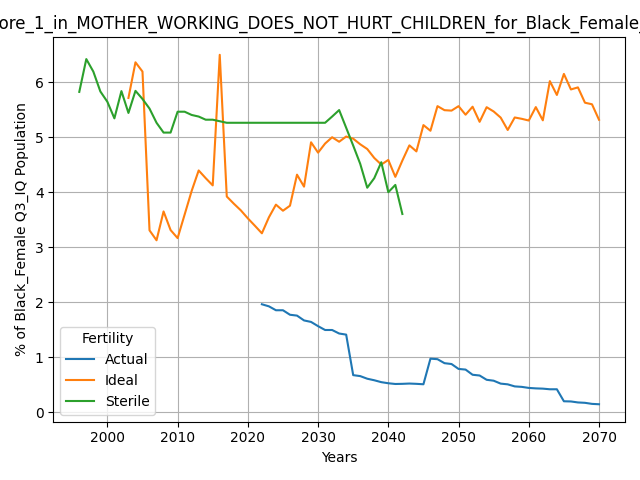 ore_1_in_MOTHER_WORKING_DOES_NOT_HURT_CHILDREN_for_Black_Female_
% of Black_Female Q3_IQ Population
6
5
4
3
2
1
0
Fertility
Actual
Ideal
Sterile
2000 2010 2020 2030 2040 2050 2060 2070
Years